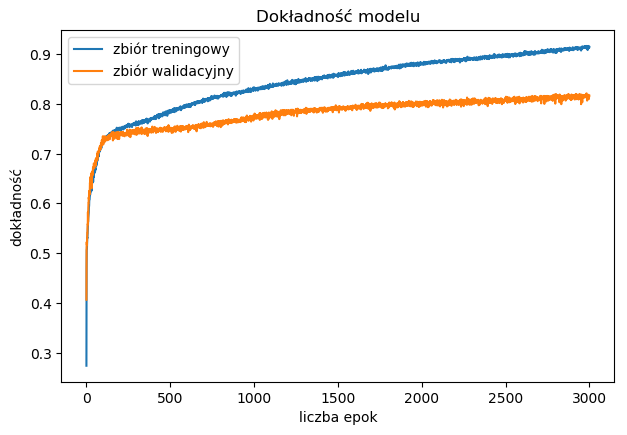 Dokładność modelu
zbiór treningowy
zbiór walidacyjny
dokładność
0.9
0.8
0.7
0.6
0.5
0.4
0.3
0 500 1000 1500 2000 2500 3000
liczba epok